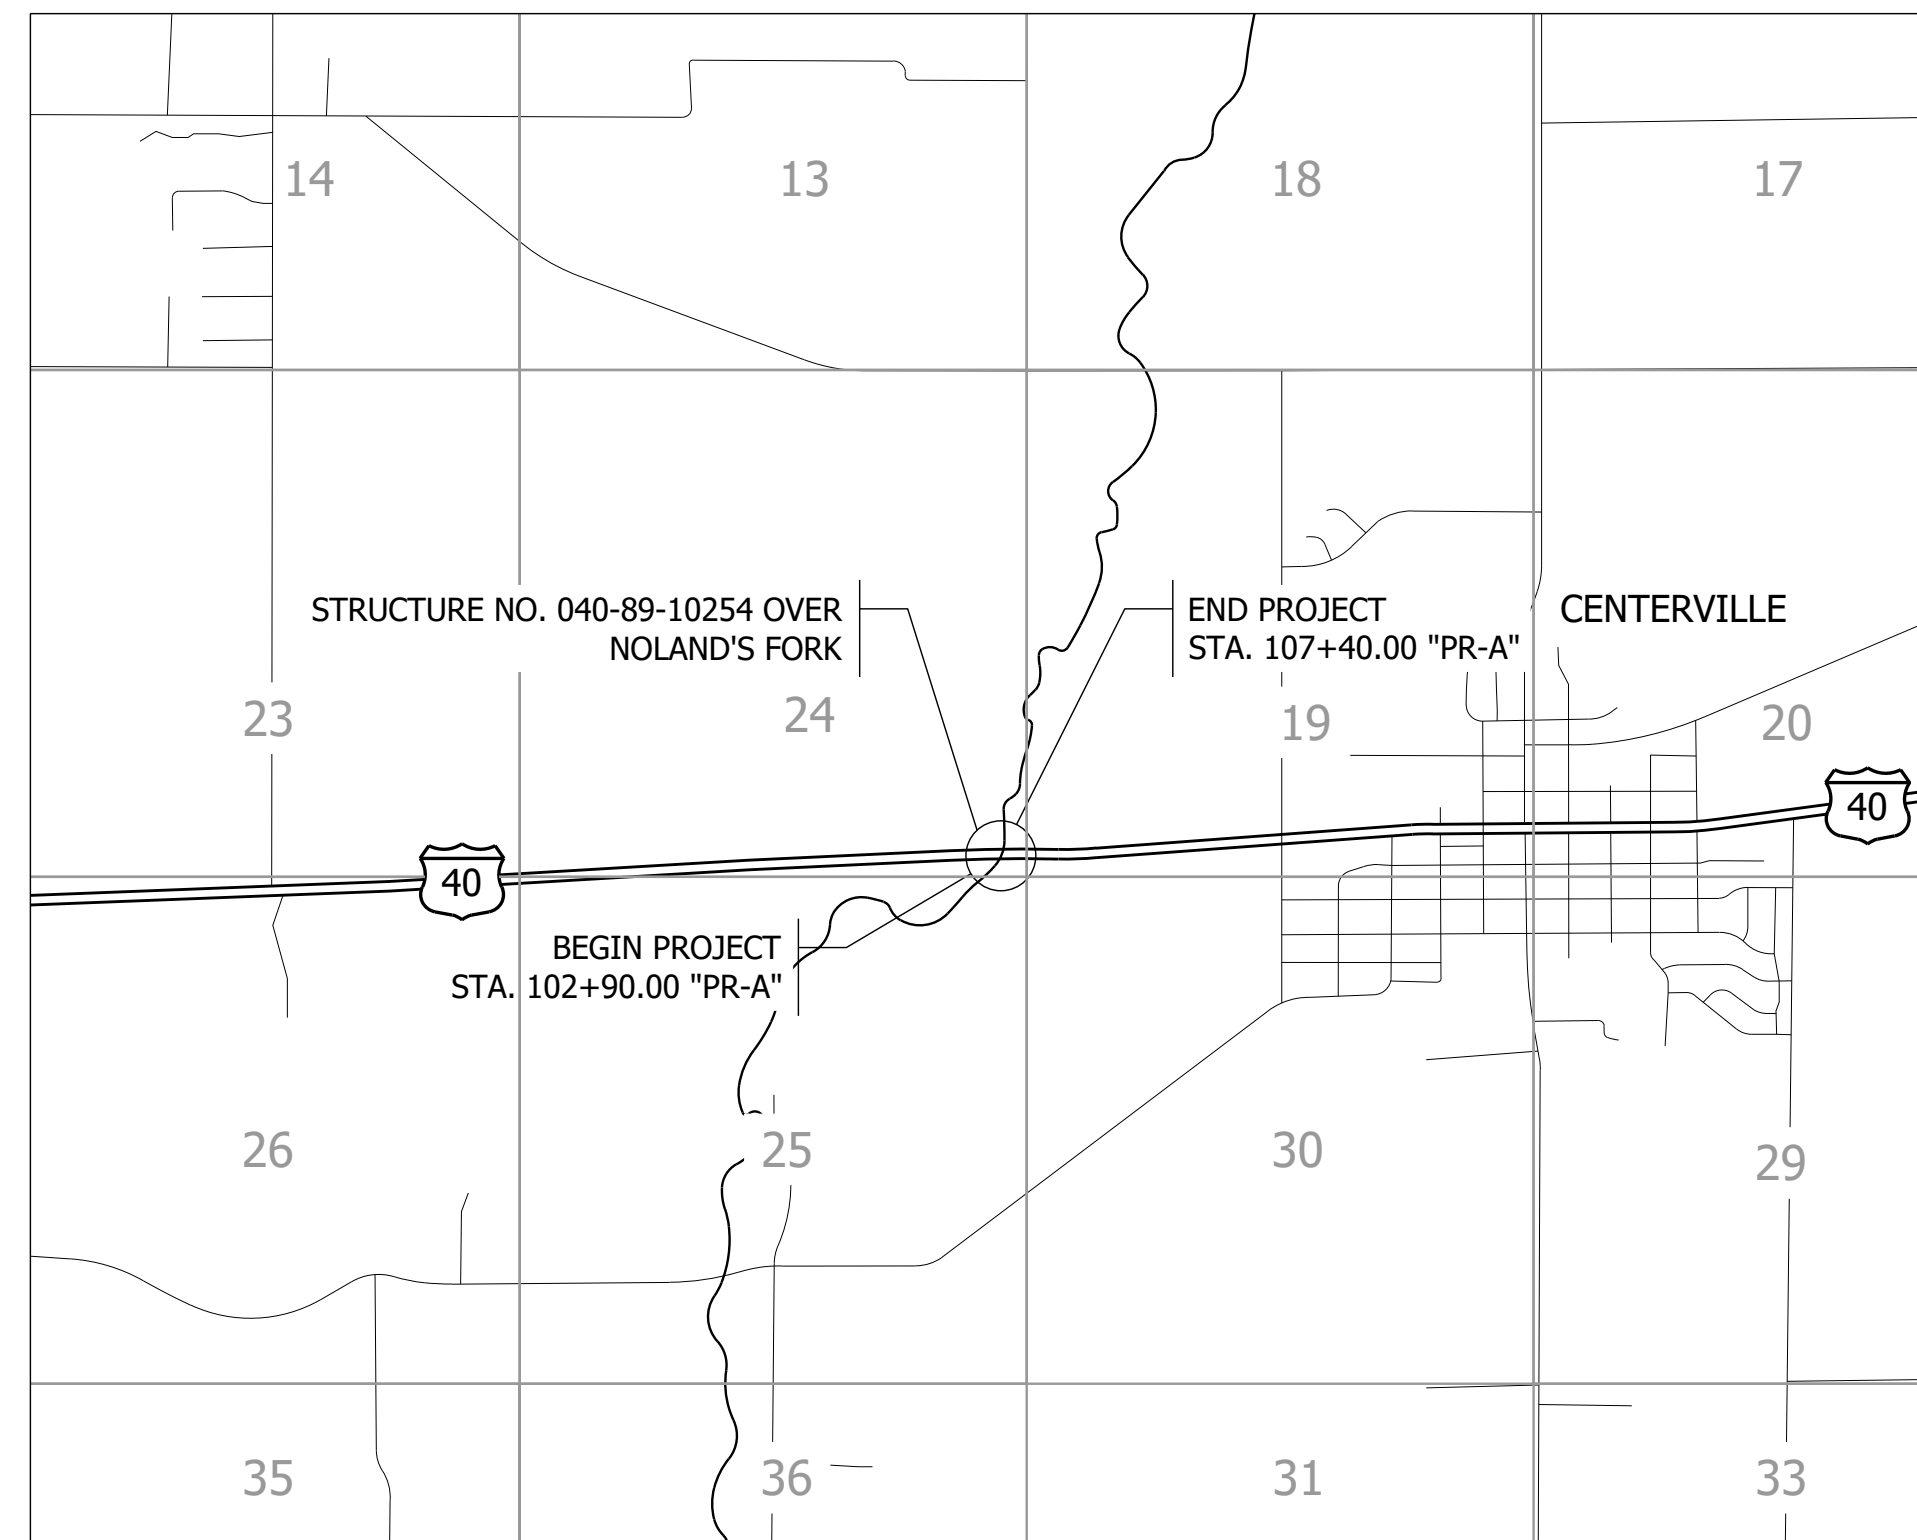 14
13
18
17
STRUCTURE NO. 040-89-10254 OVER
NOLAND'S FORK
END PROJECT
STA. 107+40.00 "PR-A"
CENTERVILLE
23
24
19
20
40
40
BEGIN PROJECT
STA. 102+90.00 "PR-A"
26
25
30
29
35
36
31
33